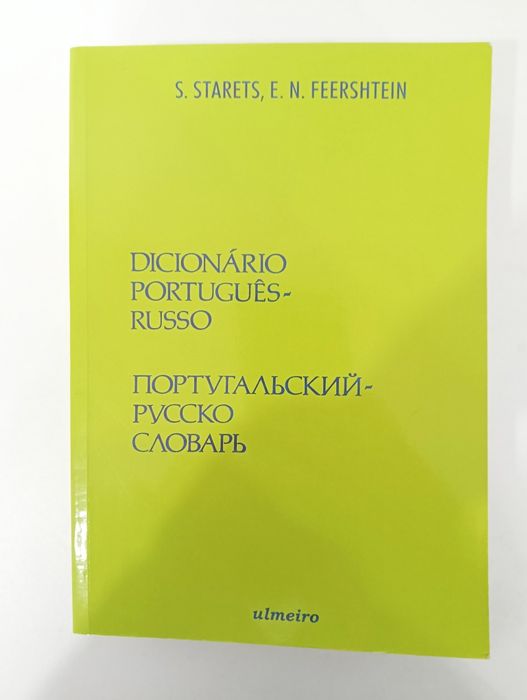 S. STARETS, E. N. FEERSHTEIN
DICIONÁRIO
PORTUGUÊS-
RUSSO
ПОРТУГАЛЬСКИЙ-
РУССКО
СЛОВАРЬ
ulmeiro